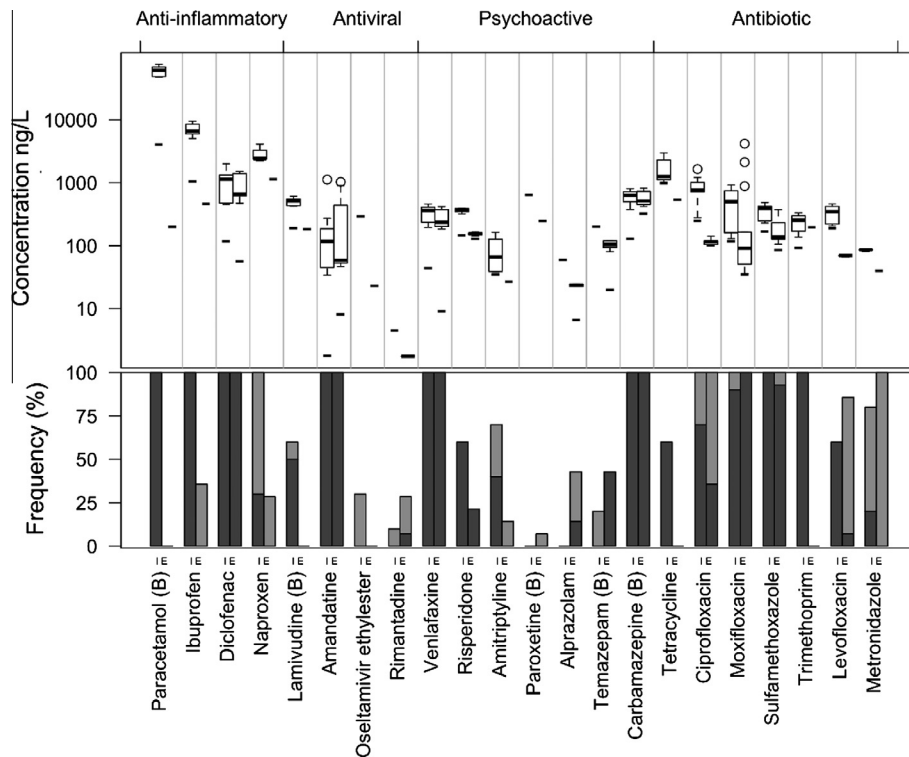 Anti-inflammatory Antiviral Psychoactive Antibiotic
Concentration ng/L
10000
1000
100
10
Frequency (%)
100
75
50
25
0
Paracetamol (B) – I E
Ibuprofen – I E
Diclofenac – I E
Naproxen – I E
Lamivudine (B) – I E
Amandatine – I E
Oseltamivir ethylester – I E
Rimantadine – I E
Venlafaxine – I E
Risperidone – I E
Amitriptyline – I E
Paroxetine (B) – I E
Alprazolam – I E
Temazepam (B) – I E
Carbamazepine (B) – I E
Tetracycline – I E
Ciprofloxacin – I E
Moxifloxacin – I E
Sulfamethoxazole – I E
Trimethoprim – I E
Levofloxacin – I E
Metronidazole – I E